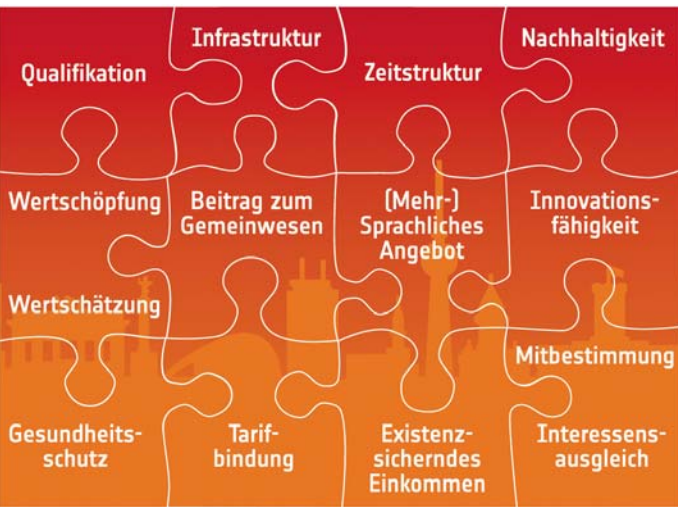 Qualifikation
Infrastruktur
Zeitstruktur
Nachhaltigkeit
Wertschöpfung
Wertschätzung
Beitrag zum
Gemeinwesen
(Mehr-)
Sprachliches
Angebot
Innovations-
fähigkeit
Mitbestimmung
Gesundheits-
schutz
Tarif-
bindung
Existenz-
sicherndes
Einkommen
Interessens-
ausgleich